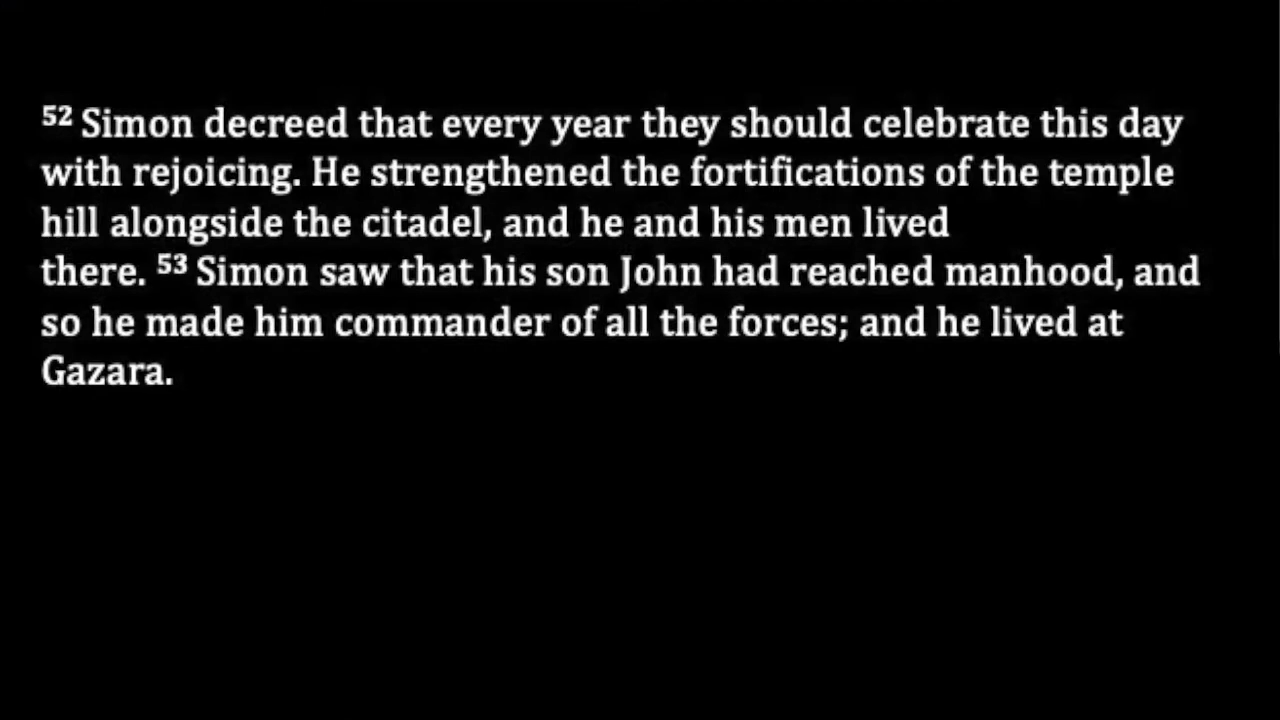 52 Simon decreed that every year they should celebrate this day
with rejoicing. He strengthened the fortifications of the temple
hill alongside the citadel, and he and his men lived
there. 53 Simon saw that his son John had reached manhood, and
so he made him commander of all the forces; and he lived at
Gazara.